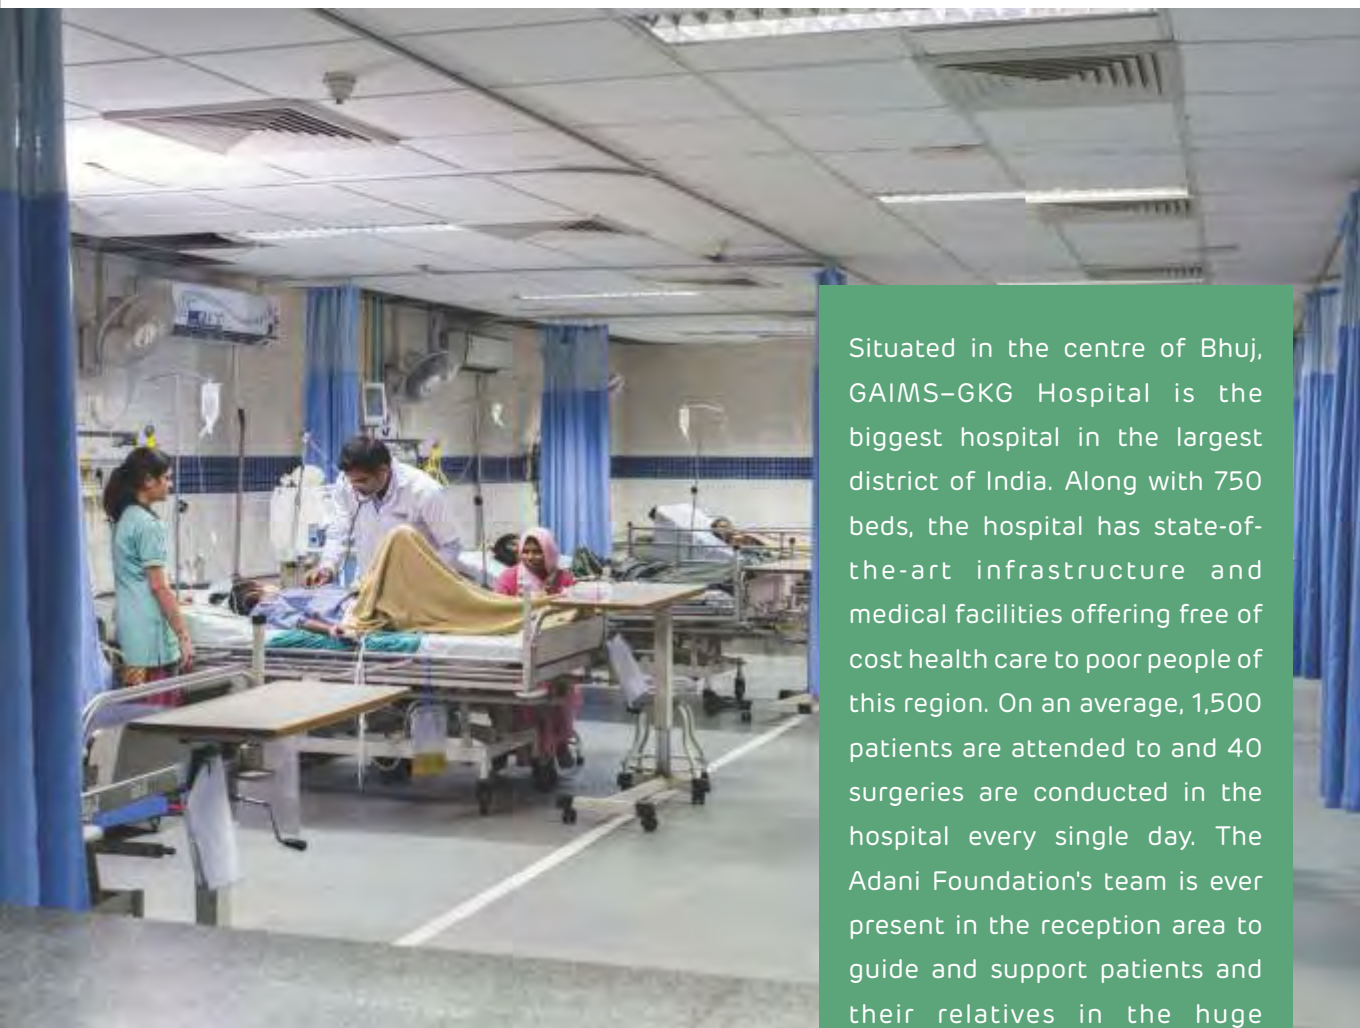 Situated in the centre of Bhuj,
GAIMS–GKG Hospital is the
biggest hospital in the largest
district of India. Along with 750
beds, the hospital has state-of-
the-art infrastructure and
medical facilities offering free of
cost health care to poor people of
this region. On an average, 1,500
patients are attended to and 40
surgeries are conducted in the
hospital every single day. The
Adani Foundation's team is ever
present in the reception area to
guide and support patients and
their relatives in the huge